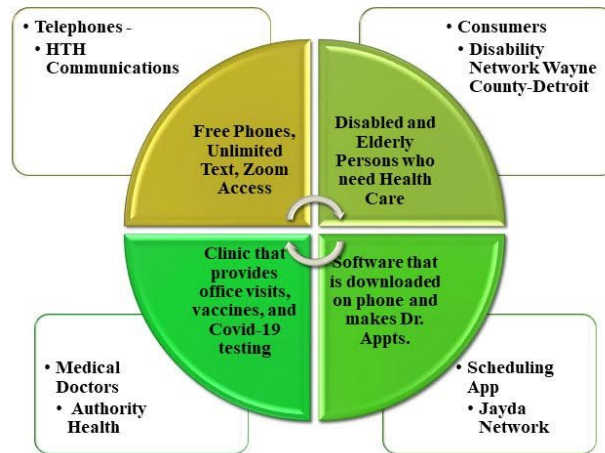 • Telephones -
• HTH
Communications
• Consumers
• Disability
Network Wayne
County-Detroit
Free Phones,
Unlimited
Text, Zoom
Access
Disabled and
Elderly
Persons who
need Health
Care
Clinic that
provides
office visits,
vaccines, and
Covid-19
testing
Software that
is downloaded
on phone and
makes Dr.
Appts.
• Medical
Doctors
• Authority
Health
• Scheduling
App
• Jayda
Network